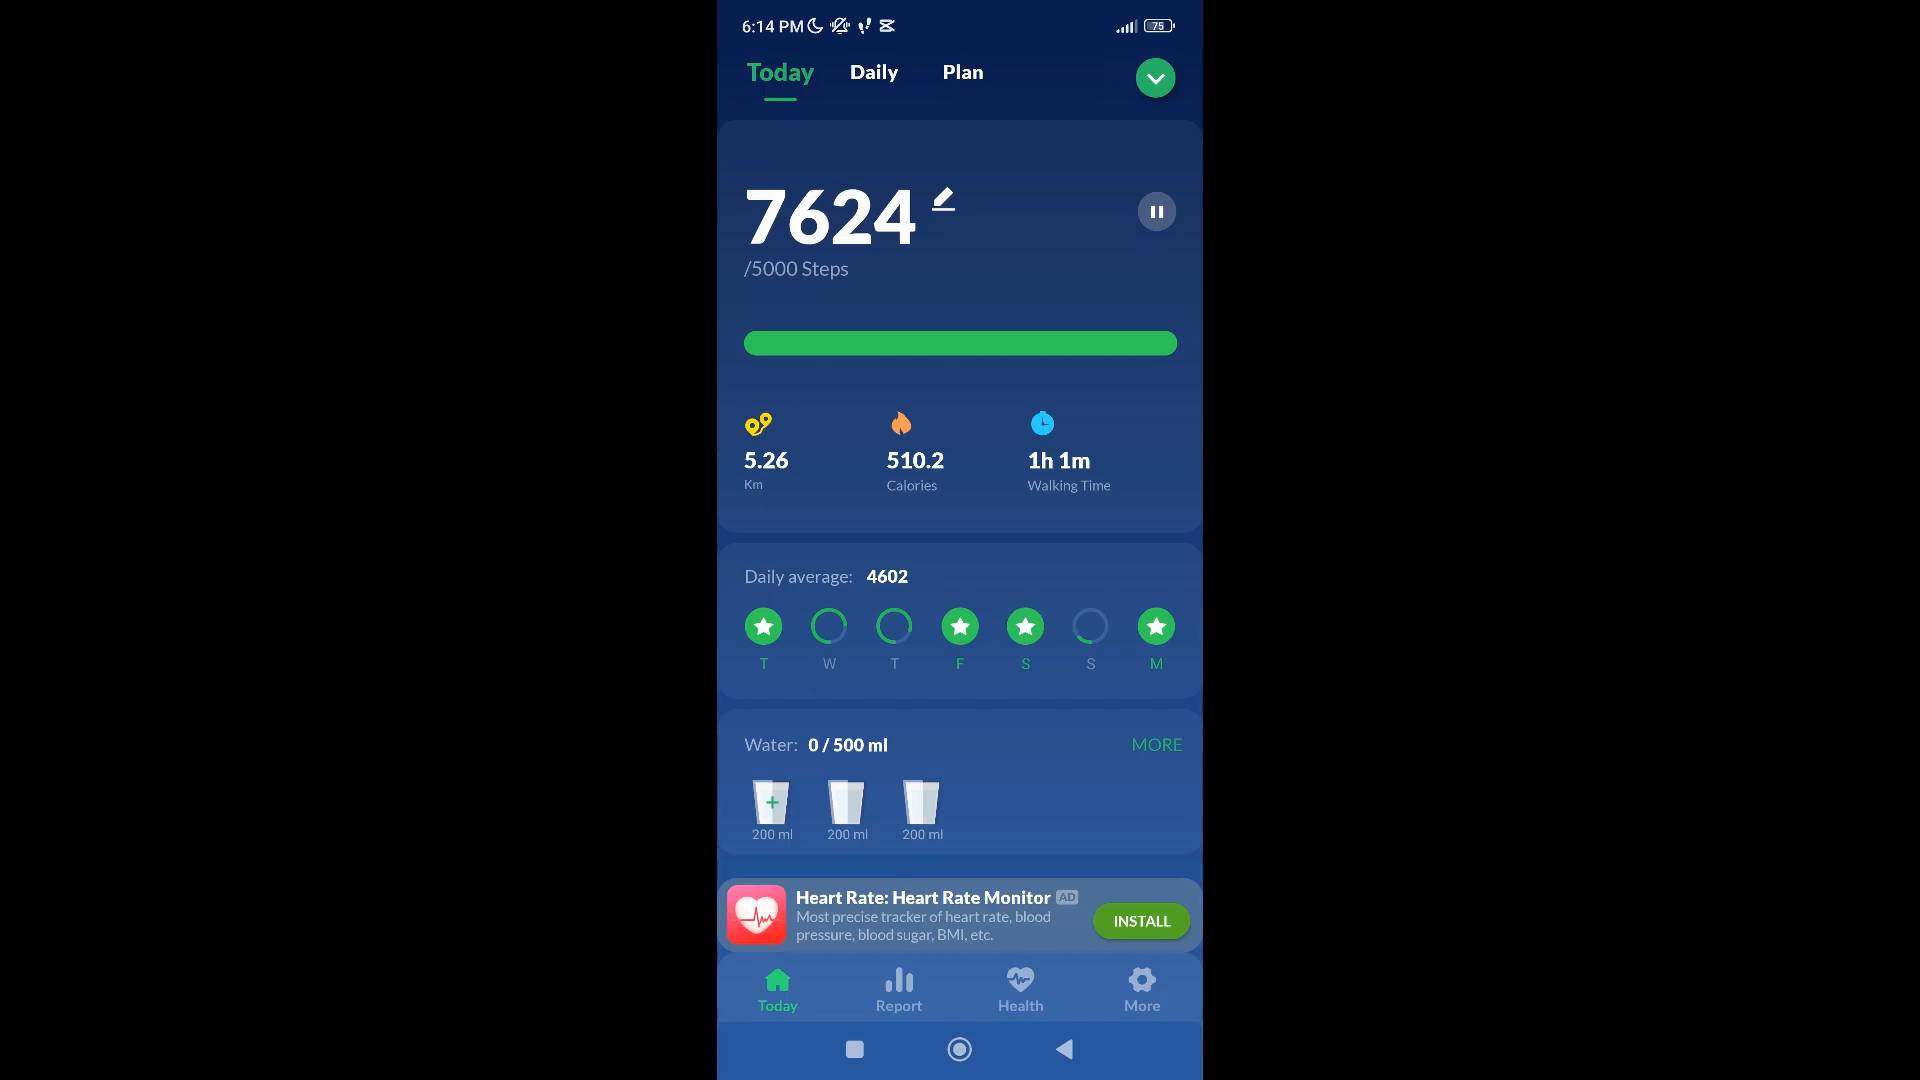 6:14 PM
75
Today Daily Plan
7624
/5000 Steps
5.26 510.2 1h 1m
Km Calories Walking Time
Daily average: 4602
T W T F S S M
Water: 0 / 500 ml MORE
200 ml 200 ml 200 ml
Heart Rate: Heart Rate Monitor AD
Most precise tracker of heart rate, blood
pressure, blood sugar, BMI, etc.
INSTALL
Today Report Health More